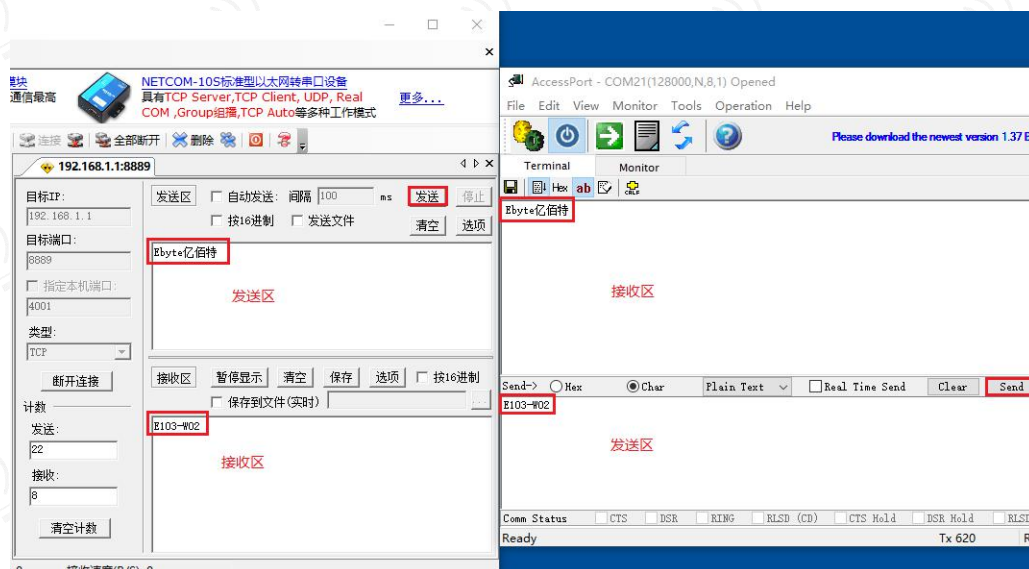 ×
块
通信最高
NETCOM-10S标准型以太网转串口设备
具有TCP Server,TCP Client, UDP, Real
COM ,Group组播,TCP Auto等多种工作模式
更多...
连接
全部断开
删除
192.168.1.1:8889
目标IP:
192.168.1.1
目标端口:
8889
指定本机端口:
4001
类型:
TCP
断开连接
计数
发送:
22
接收:
8
清空计数
发送区
自动发送: 间隔 100 ms
发送
停止
按16进制
发送文件
清空
选项
Ebyte亿佰特
发送区
接收区
暂停显示
清空
保存
选项
按16进制
保存到文件(实时)
...
E103-W02
接收区
AccessPort - COM21(128000,N,8,1) Opened
File Edit View Monitor Tools Operation Help
Please download the newest version 1.37 E
Terminal
Monitor
Hex
ab
Ebyte亿佰特
接收区
Send->
Hex
Char
Plain Text
Real Time Send
Clear
Send
E103-W02
发送区
Comm Status
CTS
DSR
RING
RLSD (CD)
CTS Hold
DSR Hold
RLSD
Ready
Tx 620